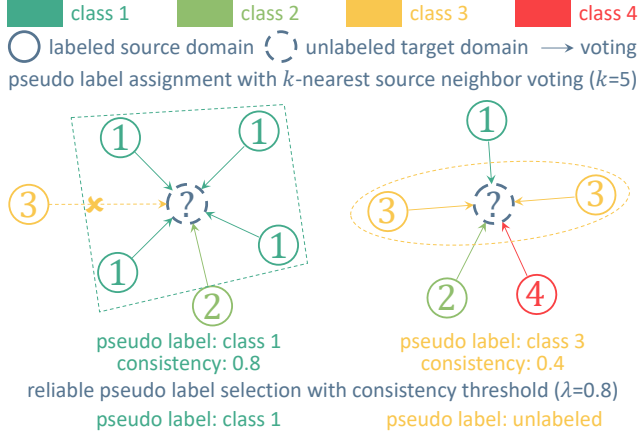 class 1 class 2 class 3 class 4
labeled source domain unlabeled target domain voting
pseudo label assignment with k-nearest source neighbor voting (k=5)
1 1 1
3 ? 3 ? 3
1 1
2 2 4
pseudo label: class 1 pseudo label: class 3
consistency: 0.8 consistency: 0.4
reliable pseudo label selection with consistency threshold (λ=0.8)
pseudo label: class 1 pseudo label: unlabeled